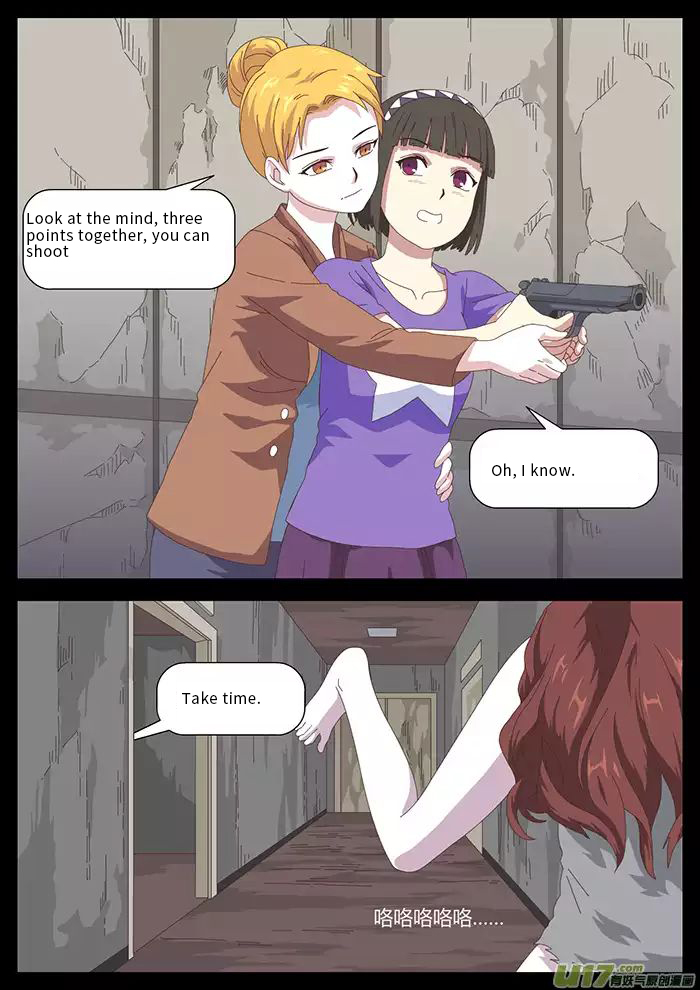 Look at the mind, three
points together, you can
shoot
Oh, I know.
Take time.
咯咯咯咯咯......
U17.com
有妖气原创漫画